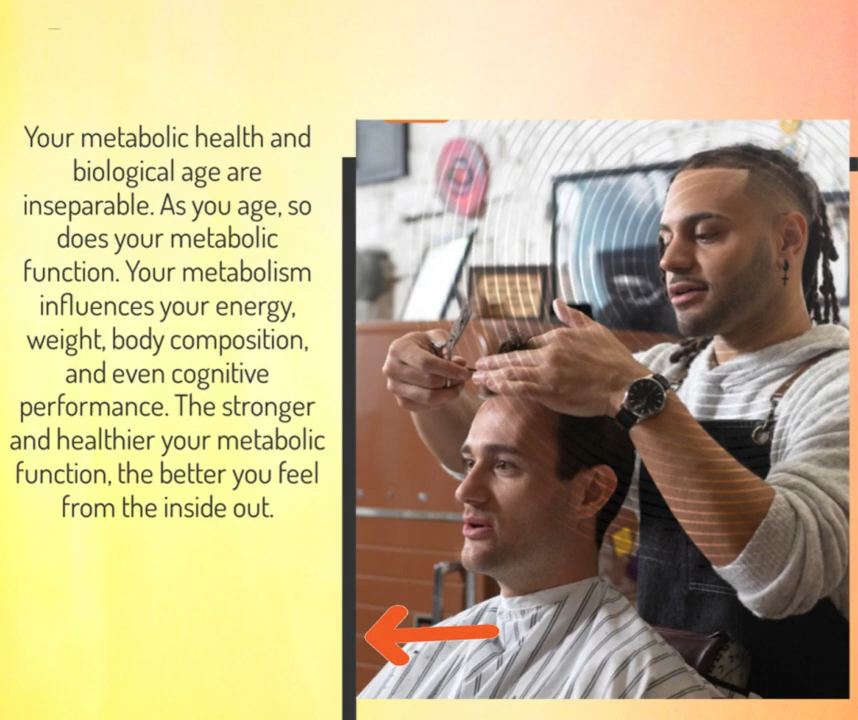 Your metabolic health and
biological age are
inseparable. As you age, so
does your metabolic
function. Your metabolism
influences your energy,
weight, body composition,
and even cognitive
performance. The stronger
and healthier your metabolic
function, the better you feel
from the inside out.